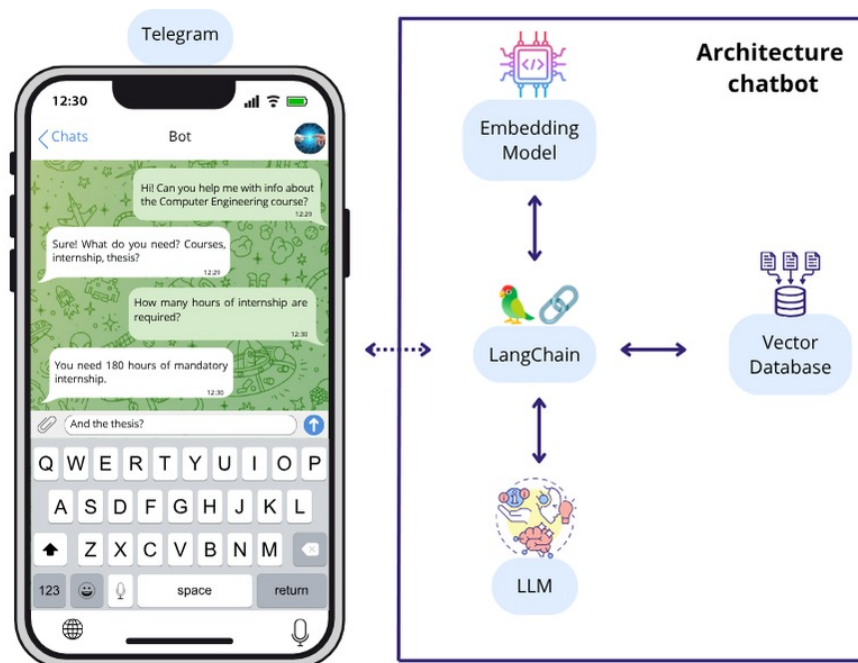 Telegram
12:30
Chats
Bot
Hi! Can you help me with info about
the Computer Engineering course?
12:29
Sure! What do you need? Courses,
internship, thesis?
12:29
How many hours of internship are
required?
12:30
You need 180 hours of mandatory
internship.
12:30
And the thesis?
Q W E R T Y U I O P
A S D F G H J K L
Z X C V B N M
123
space
return
Architecture
chatbot
</>
Embedding
Model
LangChain
Vector
Database
LLM